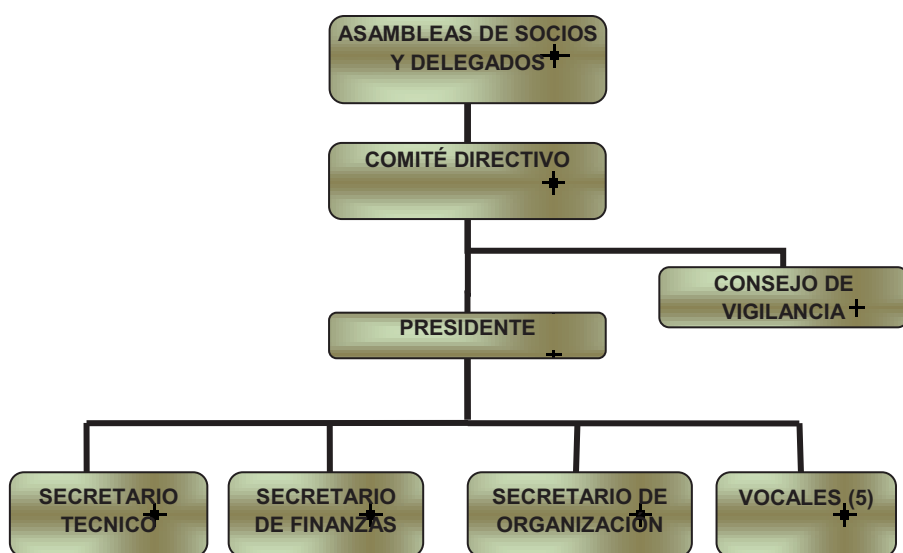 ASAMBLEAS DE SOCIOS
Y DELEGADOS
COMITÉ DIRECTIVO
CONSEJO DE
VIGILANCIA
PRESIDENTE
SECRETARIO
TECNICO
SECRETARIO
DE FINANZAS
SECRETARIO DE
ORGANIZACIÓN
VOCALES (5)